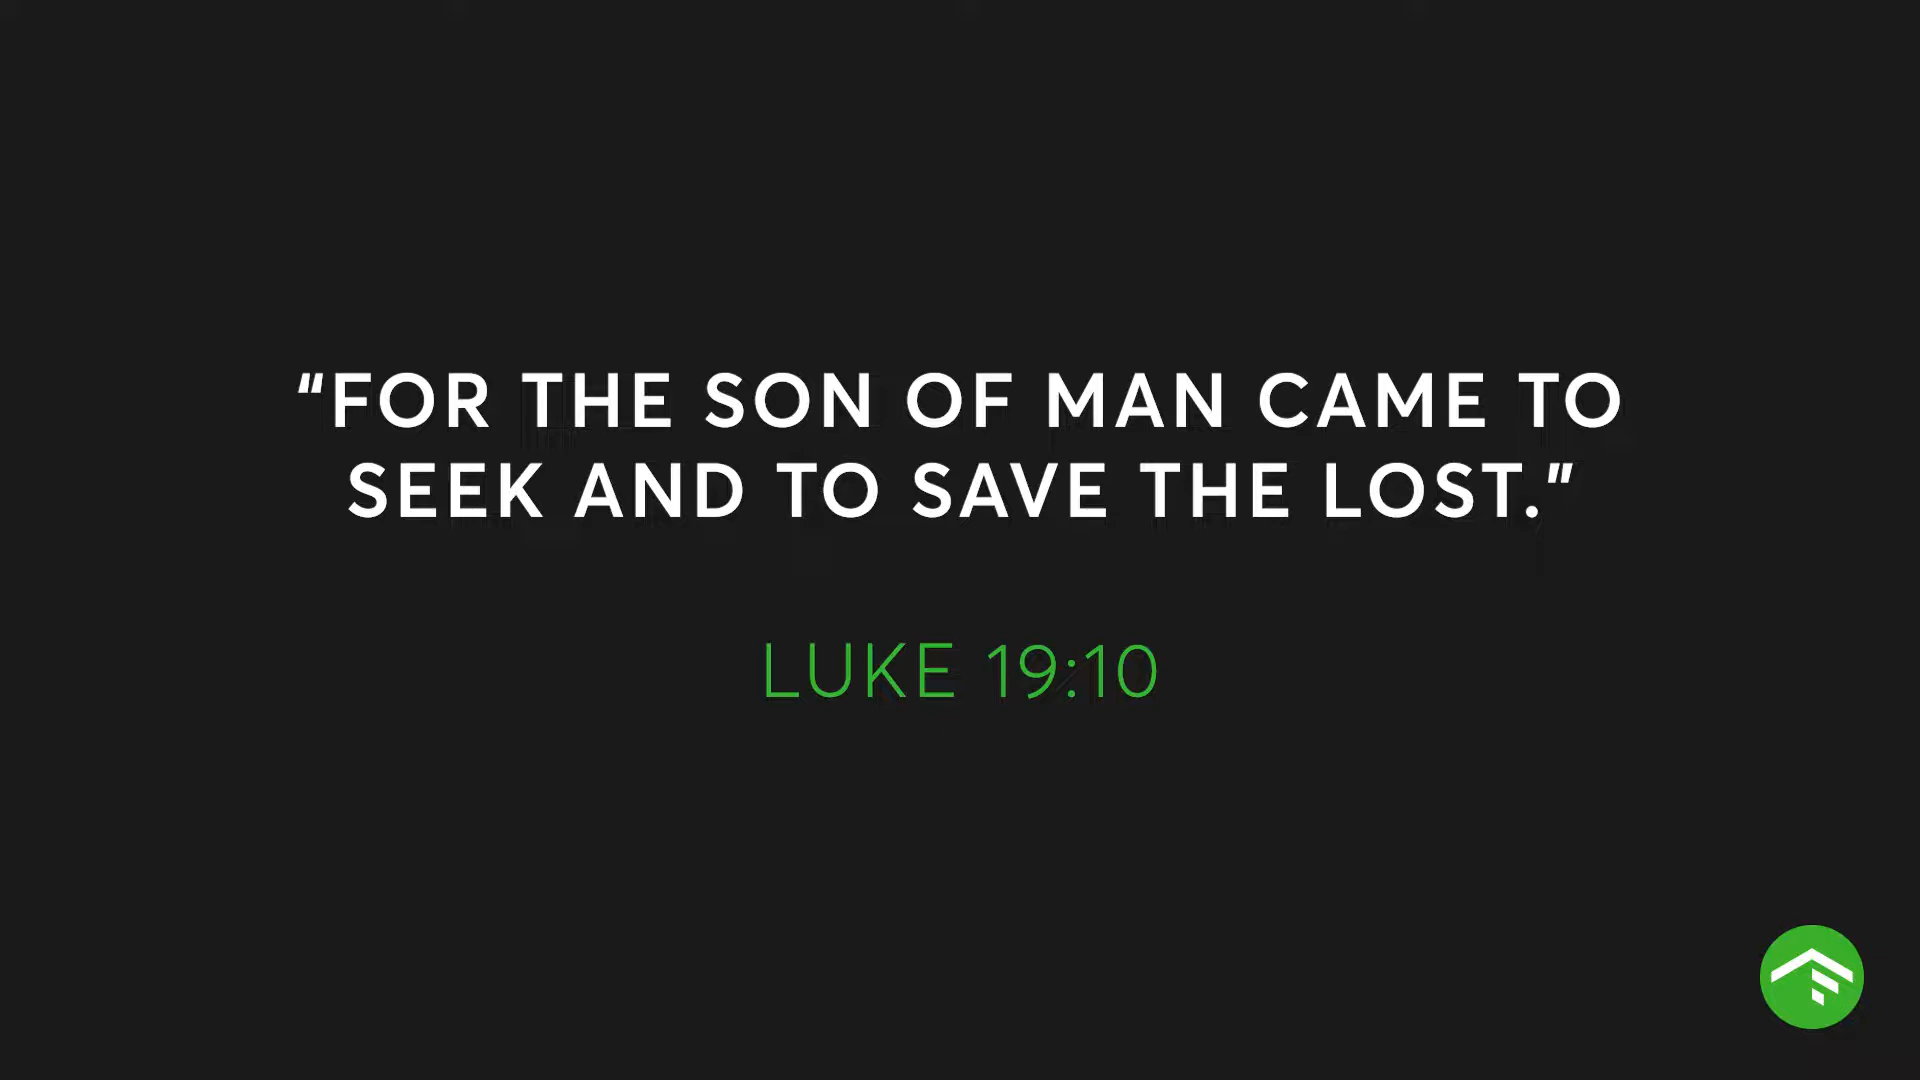 “FOR THE SON OF MAN CAME TO
SEEK AND TO SAVE THE LOST.”
LUKE 19:10